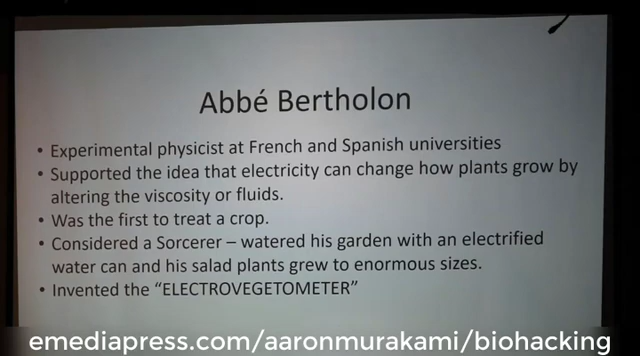 Abbé Bertholon
• Experimental physicist at French and Spanish universities
• Supported the idea that electricity can change how plants grow by
altering the viscosity or fluids.
• Was the first to treat a crop.
• Considered a Sorcerer – watered his garden with an electrified
water can and his salad plants grew to enormous sizes.
• Invented the “ELECTROVEGETOMETER”
emediapress.com/aaronmurakami/biohacking